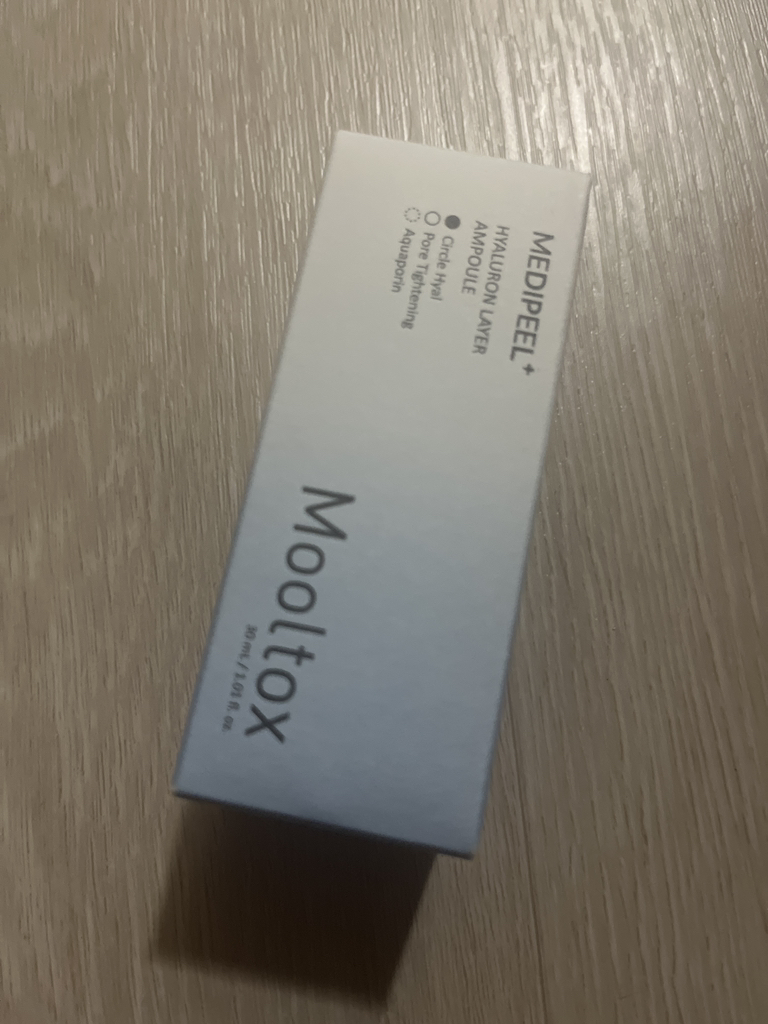 MEDIPEEL+
HYALURON LAYER
AMPOULE
Circle Hyal
Pore Tightening
Aquaporin
Mooltox
30 mL / 1.01 fl. oz.